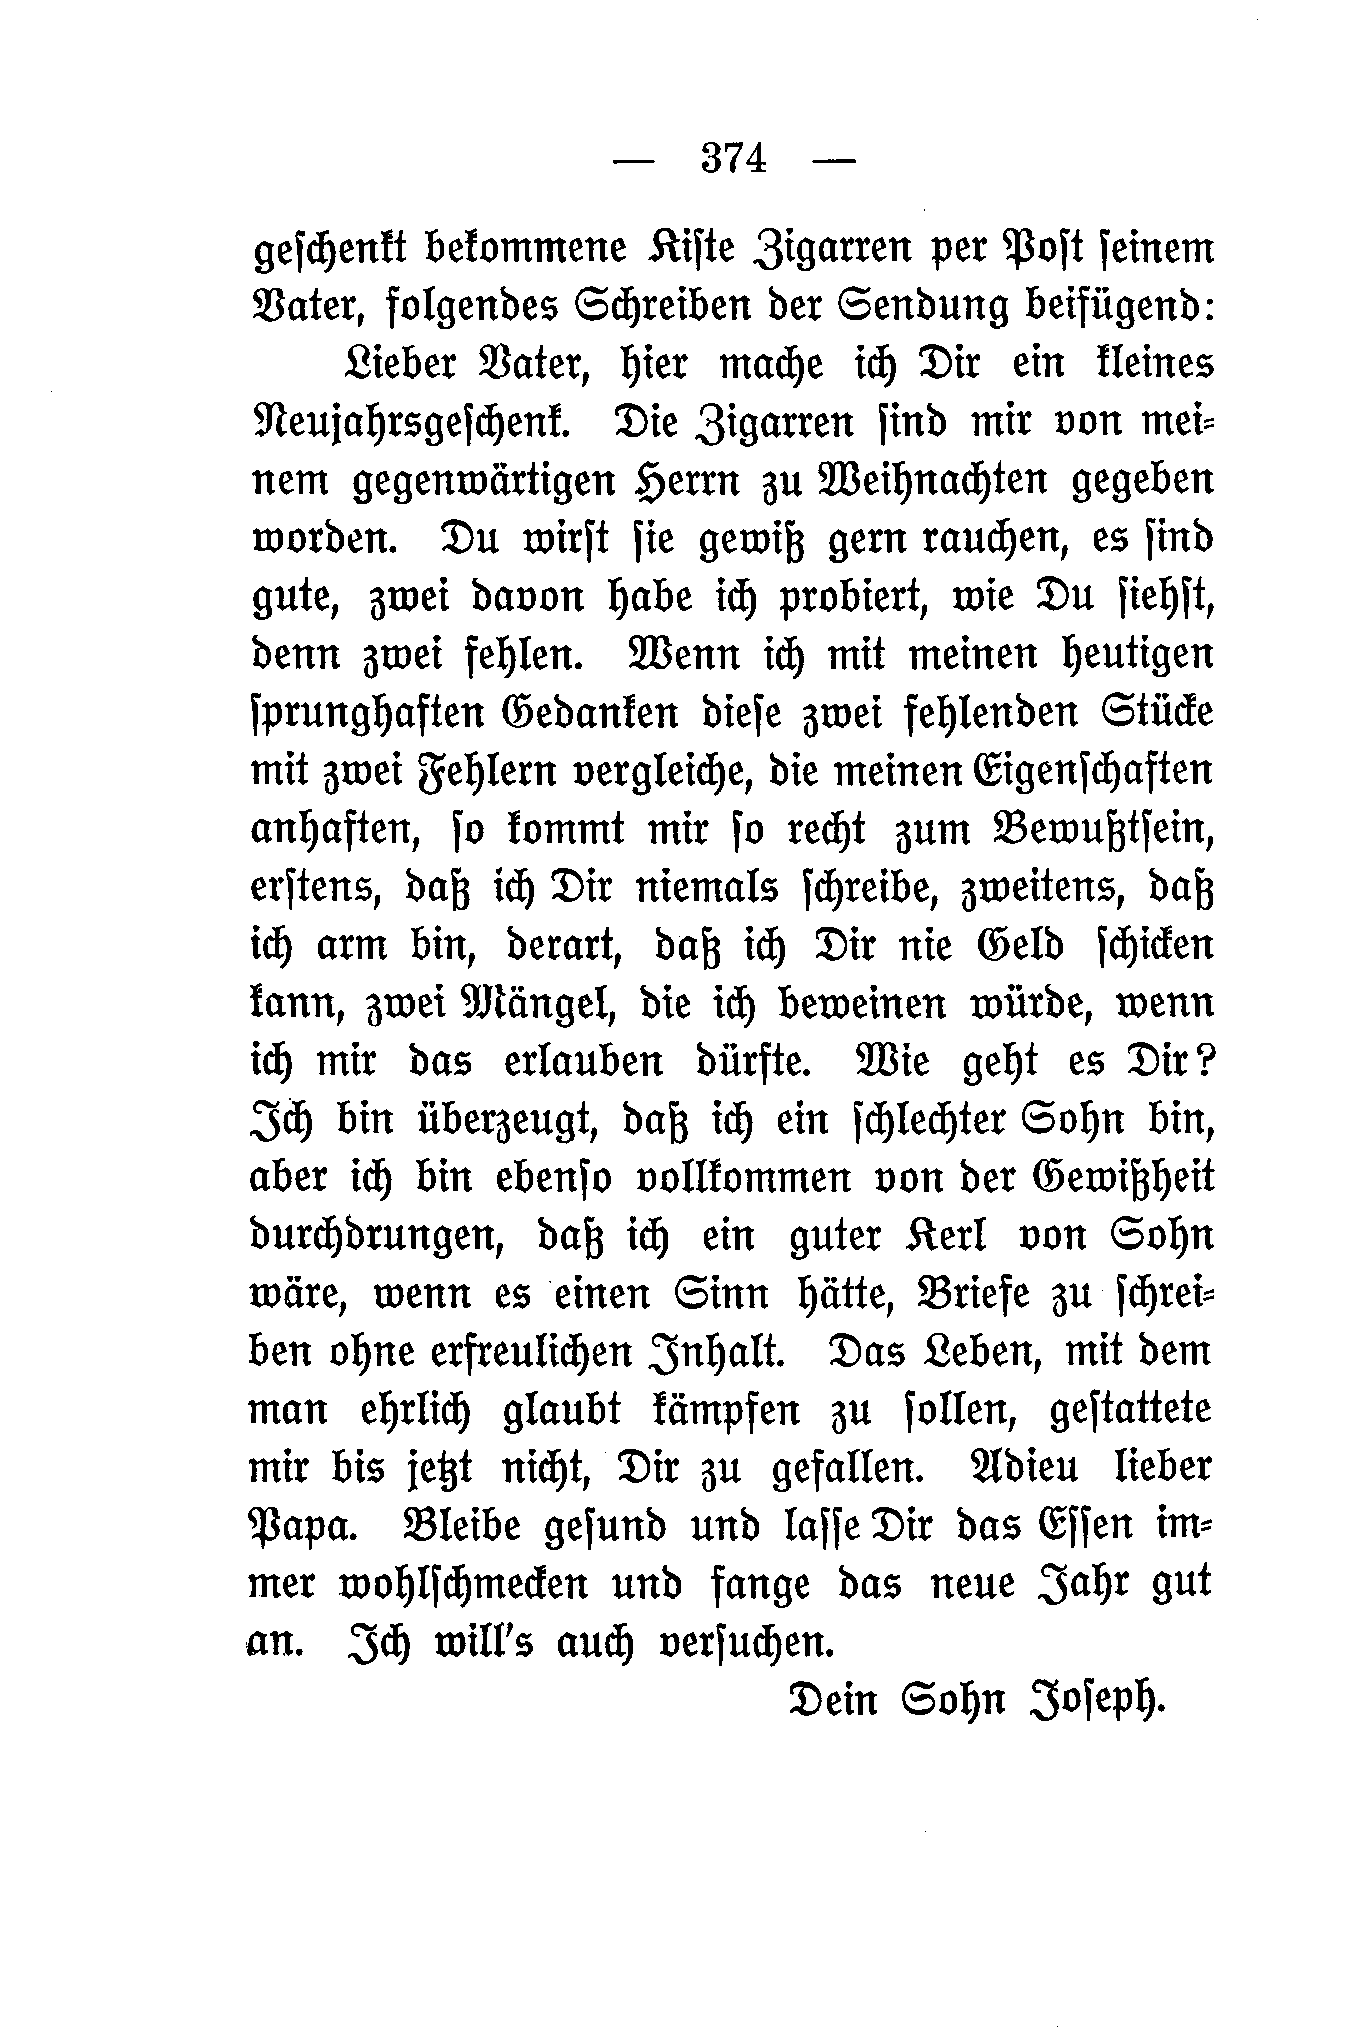 — 374 —
geſchenkt bekommene Kiſte Zigarren per Poſt ſeinem
Vater, folgendes Schreiben der Sendung beifügend:
Lieber Vater, hier mache ich Dir ein kleines
Neujahrsgeſchenk. Die Zigarren ſind mir von mei⸗
nem gegenwärtigen Herrn zu Weihnachten gegeben
worden. Du wirſt ſie gewiß gern rauchen, es ſind
gute, zwei davon habe ich probiert, wie Du ſiehſt,
denn zwei fehlen. Wenn ich mit meinen heutigen
ſprunghaften Gedanken dieſe zwei fehlenden Stücke
mit zwei Fehlern vergleiche, die meinen Eigenſchaften
anhaften, ſo kommt mir ſo recht zum Bewußtſein,
erſtens, daß ich Dir niemals ſchreibe, zweitens, daß
ich arm bin, derart, daß ich Dir nie Geld ſchicken
kann, zwei Mängel, die ich beweinen würde, wenn
ich mir das erlauben dürfte. Wie geht es Dir?
Ich bin überzeugt, daß ich ein ſchlechter Sohn bin,
aber ich bin ebenſo vollkommen von der Gewißheit
durchdrungen, daß ich ein guter Kerl von Sohn
wäre, wenn es einen Sinn hätte, Briefe zu ſchrei⸗
ben ohne erfreulichen Inhalt. Das Leben, mit dem
man ehrlich glaubt kämpfen zu ſollen, geſtattete
mir bis jetzt nicht, Dir zu gefallen. Adieu lieber
Papa. Bleibe geſund und laſſe Dir das Eſſen im⸗
mer wohlſchmecken und fange das neue Jahr gut
an. Ich will's auch verſuchen.
Dein Sohn Joſeph.